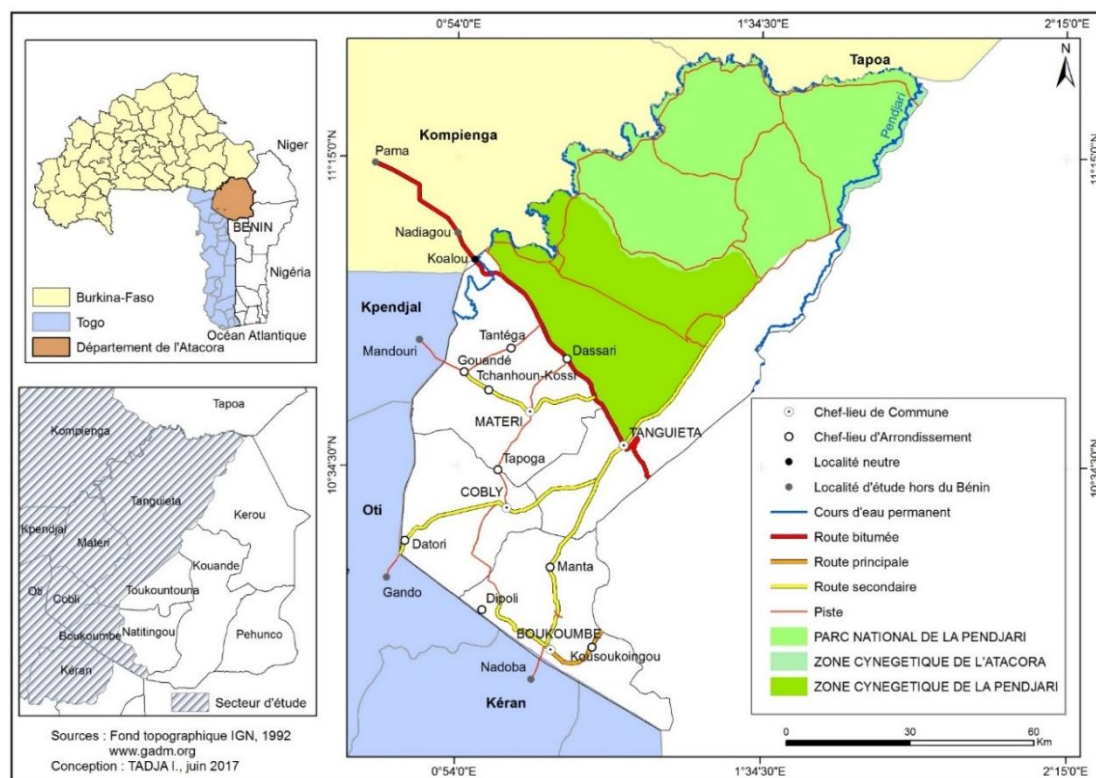 0°54'0"E
1°34'30"E
2°15'0"E
N
Tapoa
Pendjari
Kompienga
Pama
11°15'0"N
11°15'0"N
Nadiagou
Koalou
Kpendjal
Mandouri
Tantéga
Gouandé
Dassari
Tchanhoun-Kossi
MATERI
TANGUIETA
Tapoga
10°34'30"N
10°34'30"N
COBLY
Oti
Datori
Manta
Gando
Dipoli
BOUKOUMBE
Kousoukoingou
Nadoba
Kéran
0°54'0"E
1°34'30"E
2°15'0"E
Niger
BENIN
Nigéria
Océan Atlantique
Burkina-Faso
Togo
Département de l'Atacora
Tapoa
Kompienga
Tanguieta
Kerou
Kpendjal
Materi
Kouande
Oti
Cobli
Toukountouna
Boukoumbe
Natitingou
Pehunco
Kéran
Secteur d'étude
Sources : Fond topographique IGN, 1992
www.gadm.org
Conception : TADJA I., juin 2017
Chef-lieu de Commune
Chef-lieu d'Arrondissement
Localité neutre
Localité d'étude hors du Bénin
Cours d'eau permanent
Route bitumée
Route principale
Route secondaire
Piste
PARC NATIONAL DE LA PENDJARI
ZONE CYNEGETIQUE DE L'ATACORA
ZONE CYNEGETIQUE DE LA PENDJARI
0 30 60
Km